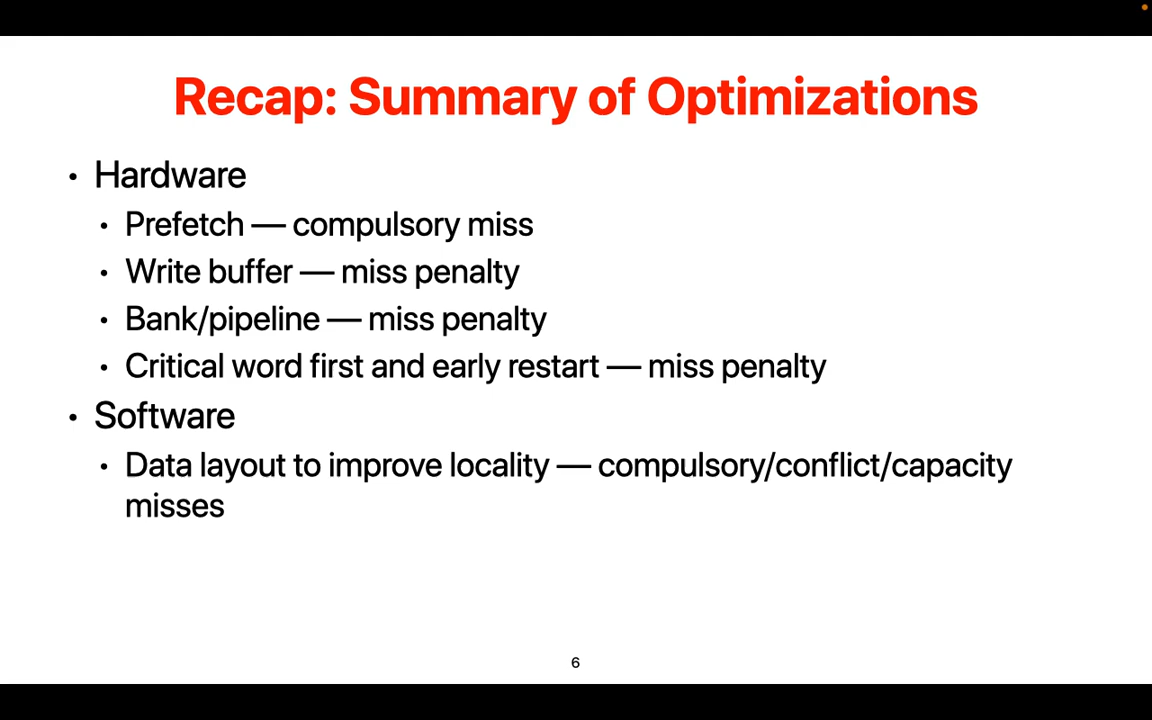 Recap: Summary of Optimizations
• Hardware
• Prefetch — compulsory miss
• Write buffer — miss penalty
• Bank/pipeline — miss penalty
• Critical word first and early restart — miss penalty
• Software
• Data layout to improve locality — compulsory/conflict/capacity
misses
6